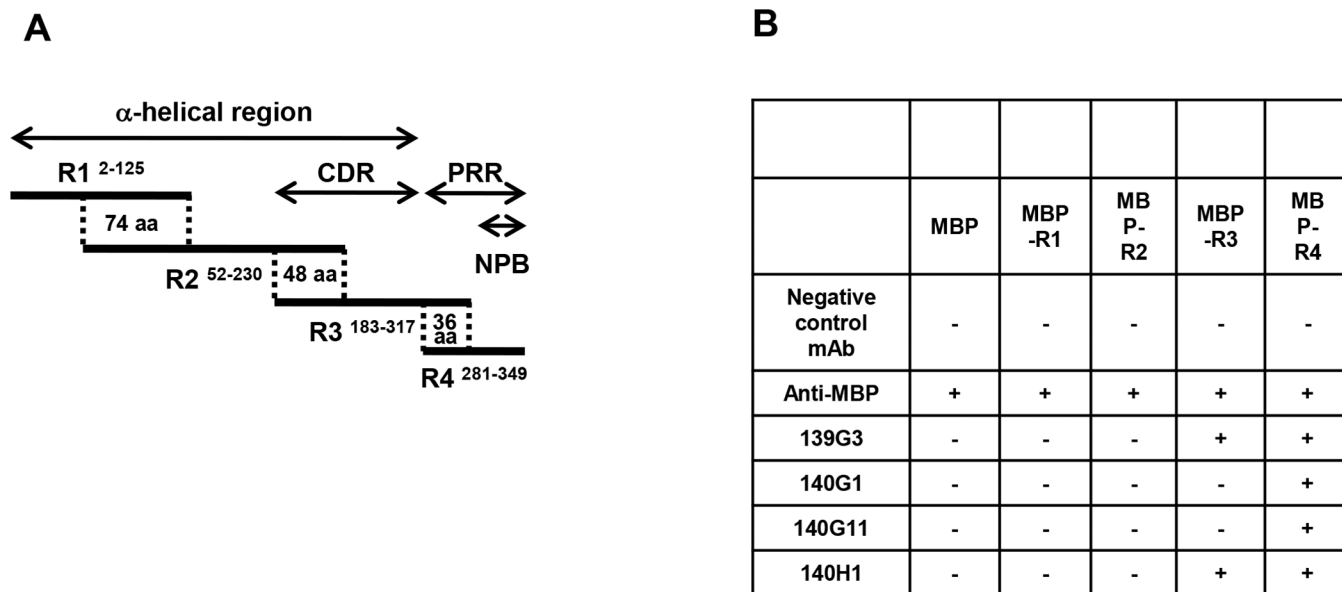 A
B
α-helical region
R1 2-125
CDR
PRR
74 aa
NPB
R2 52-230
48 aa
R3 183-317
36
aa
R4 281-349
MBP
MBP
-R1
MB
P-
R2
MBP
-R3
MB
P-
R4
Negative
control
mAb
- - - - -
Anti-MBP + + + + +
139G3 - - - + +
140G1 - - - - +
140G11 - - - - +
140H1 - - - + +